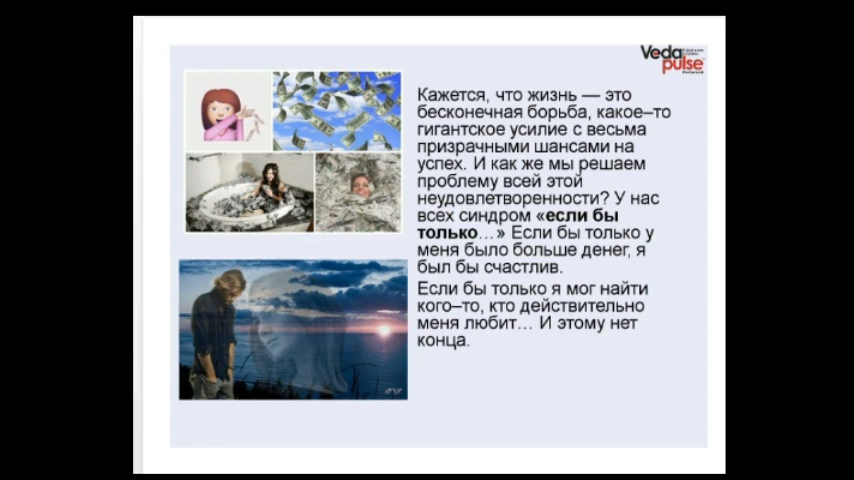 Veda
pulse
Кажется, что жизнь — это
бесконечная борьба, какое–то
гигантское усилие с весьма
призрачными шансами на
успех. И как же мы решаем
проблему всей этой
неудовлетворенности? У нас
всех синдром «если бы
только…» Если бы только у
меня было больше денег, я
был бы счастлив.
Если бы только я мог найти
кого–то, кто действительно
меня любит… И этому нет
конца.